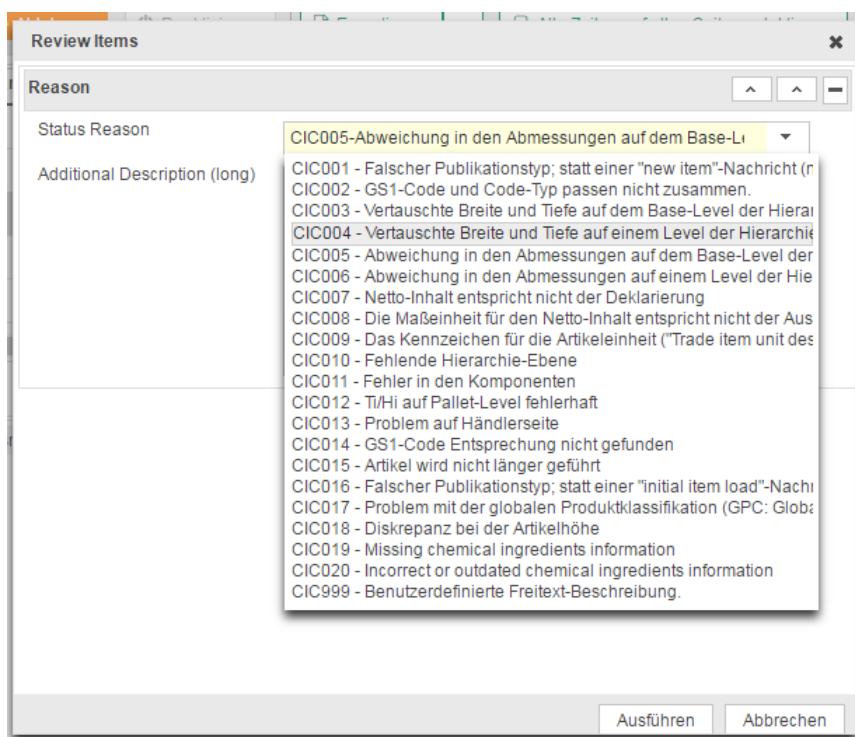 Review Items
Reason
Status Reason
CIC005-Abweichung in den Abmessungen auf dem Base-Le
Additional Description (long)
CIC001 - Falscher Publikationstyp; statt einer "new item"-Nachricht (n
CIC002 - GS1-Code und Code-Typ passen nicht zusammen.
CIC003 - Vertauschte Breite und Tiefe auf dem Base-Level der Hierar
CIC004 - Vertauschte Breite und Tiefe auf einem Level der Hierarchie
CIC005 - Abweichung in den Abmessungen auf dem Base-Level der
CIC006 - Abweichung in den Abmessungen auf einem Level der Hie
CIC007 - Netto-Inhalt entspricht nicht der Deklarierung
CIC008 - Die Maßeinheit für den Netto-Inhalt entspricht nicht der Aus
CIC009 - Das Kennzeichen für die Artikeleinheit ("Trade item unit des
CIC010 - Fehlende Hierarchie-Ebene
CIC011 - Fehler in den Komponenten
CIC012 - Ti/Hi auf Pallet-Level fehlerhaft
CIC013 - Problem auf Händlerseite
CIC014 - GS1-Code Entsprechung nicht gefunden
CIC015 - Artikel wird nicht länger geführt
CIC016 - Falscher Publikationstyp; statt einer "initial item load"-Nachr
CIC017 - Problem mit der globalen Produktklassifikation (GPC: Globa
CIC018 - Diskrepanz bei der Artikelhöhe
CIC019 - Missing chemical ingredients information
CIC020 - Incorrect or outdated chemical ingredients information
CIC999 - Benutzerdefinierte Freitext-Beschreibung.
Ausführen
Abbrechen